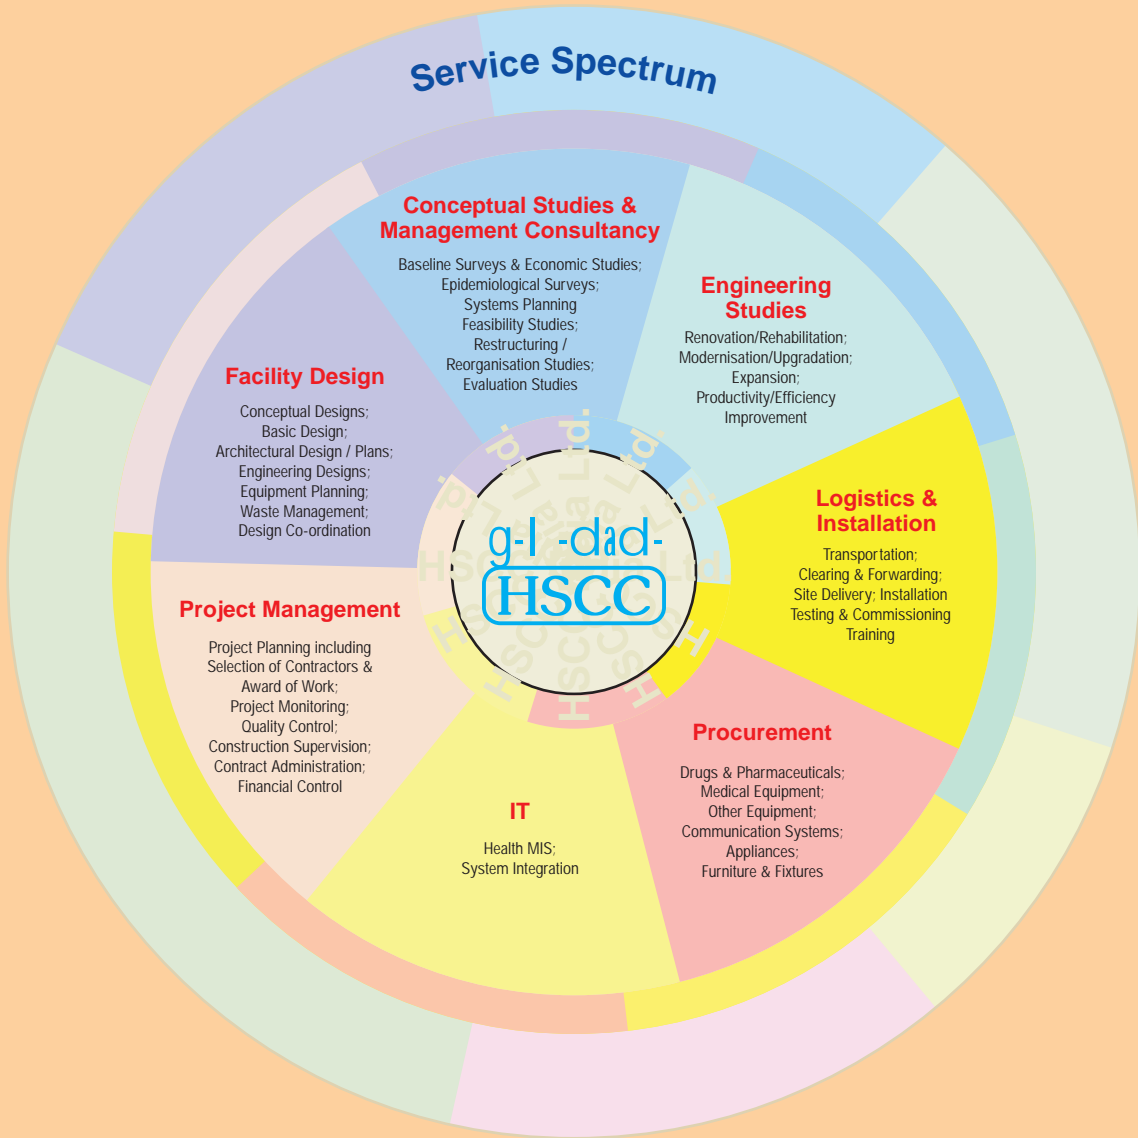 Service Spectrum
Conceptual Studies &
Management Consultancy
Baseline Surveys & Economic Studies;
Epidemiological Surveys;
Systems Planning
Feasibility Studies;
Restructuring /
Reorganisation Studies;
Evaluation Studies
Engineering
Studies
Renovation/Rehabilitation;
Modernisation/Upgradation;
Expansion;
Productivity/Efficiency
Improvement
Logistics &
Installation
Transportation;
Clearing & Forwarding;
Site Delivery; Installation
Testing & Commissioning
Training
Procurement
Drugs & Pharmaceuticals;
Medical Equipment;
Other Equipment;
Communication Systems;
Appliances;
Furniture & Fixtures
IT
Health MIS;
System Integration
Project Management
Project Planning including
Selection of Contractors &
Award of Work;
Project Monitoring;
Quality Control;
Construction Supervision;
Contract Administration;
Financial Control
Facility Design
Conceptual Designs;
Basic Design;
Architectural Design / Plans;
Engineering Designs;
Equipment Planning;
Waste Management;
Design Co-ordination
g-l -dad-
HSCC